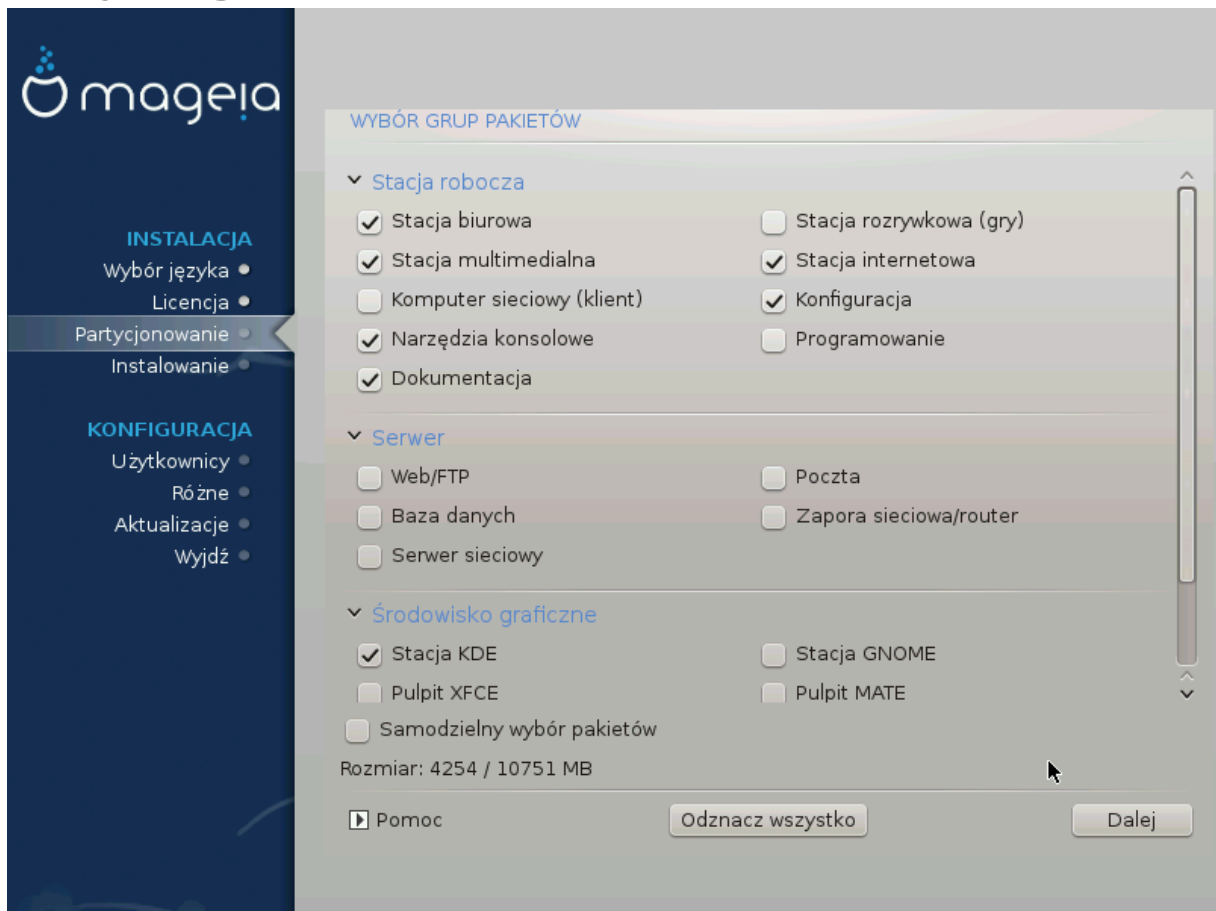 mageia
INSTALACJA
Wybór języka
Licencja
Partycjonowanie
Instalowanie
KONFIGURACJA
Użytkownicy
Różne
Aktualizacje
Wyjdź
WYBÓR GRUP PAKIETÓW
Stacja robocza
Stacja biurowa
Stacja rozrywkowa (gry)
Stacja multimedialna
Stacja internetowa
Komputer sieciowy (klient)
Konfiguracja
Narzędzia konsolowe
Programowanie
Dokumentacja
Serwer
Web/FTP
Poczta
Baza danych
Zapora sieciowa/router
Serwer sieciowy
Środowisko graficzne
Stacja KDE
Stacja GNOME
Pulpit XFCE
Pulpit MATE
Samodzielny wybór pakietów
Rozmiar: 4254 / 10751 MB
Pomoc
Odznacz wszystko
Dalej